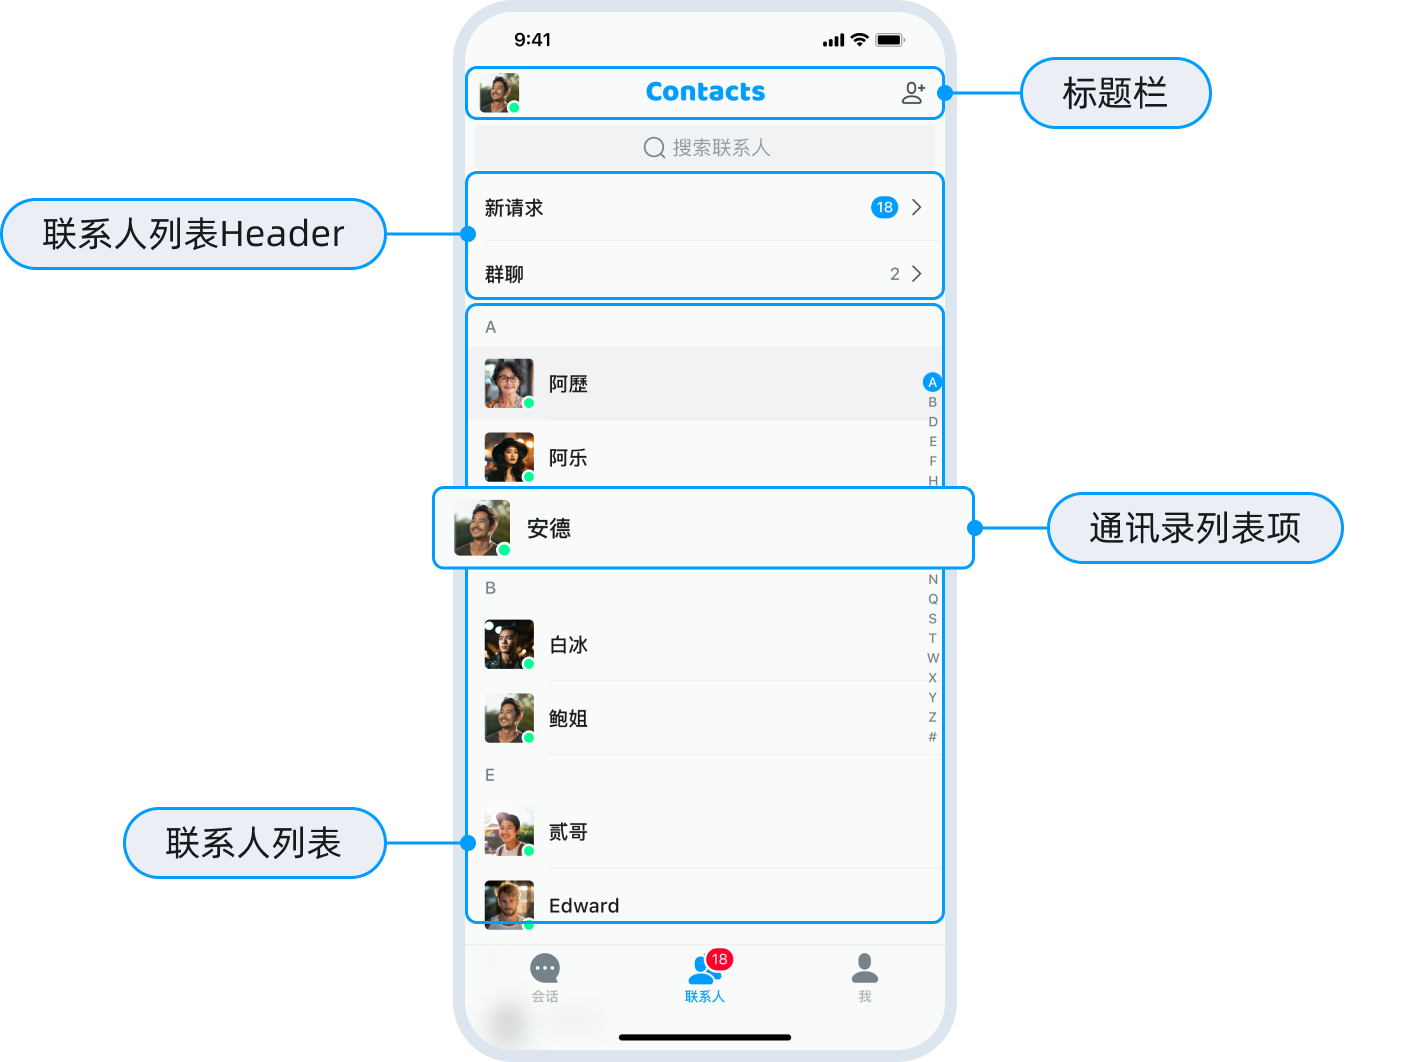 9:41
Contacts
标题栏
搜索联系人
新请求
18
联系人列表Header
群聊
2
A
阿歷
A
B
D
E
F
H
阿乐
安德
通讯录列表项
B
N
Q
S
T
W
X
Y
Z
#
白冰
鲍姐
E
贰哥
联系人列表
Edward
18
会话
联系人
我